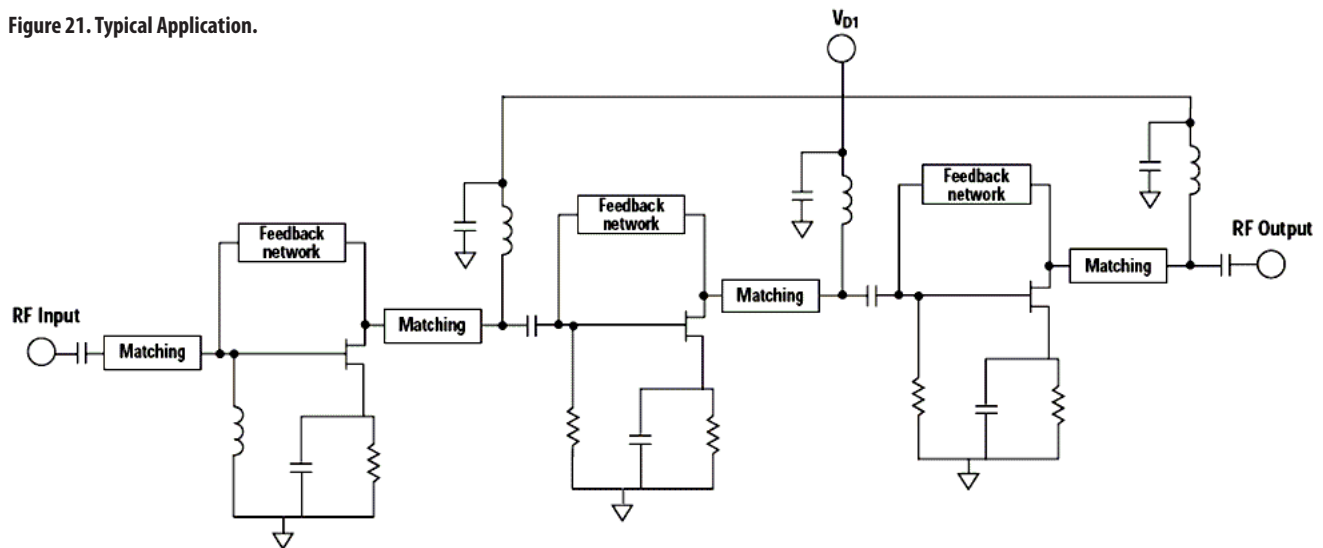 Figure 21. Typical Application.
VD1
Feedback
network
Feedback
network
Feedback
network
RF Output
Matching
Matching
RF Input
Matching
Matching